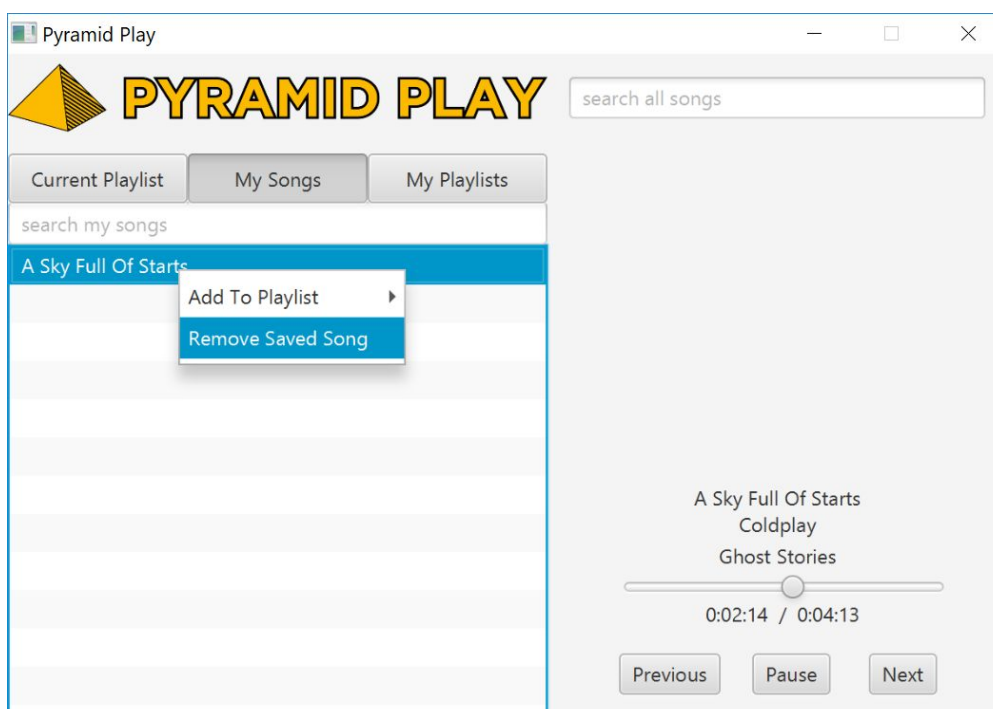 Pyramid Play
PYRAMID PLAY
search all songs
Current Playlist My Songs My Playlists
search my songs
A Sky Full Of Starts
Add To Playlist
Remove Saved Song
A Sky Full Of Starts
Coldplay
Ghost Stories
0:02:14 / 0:04:13
Previous Pause Next